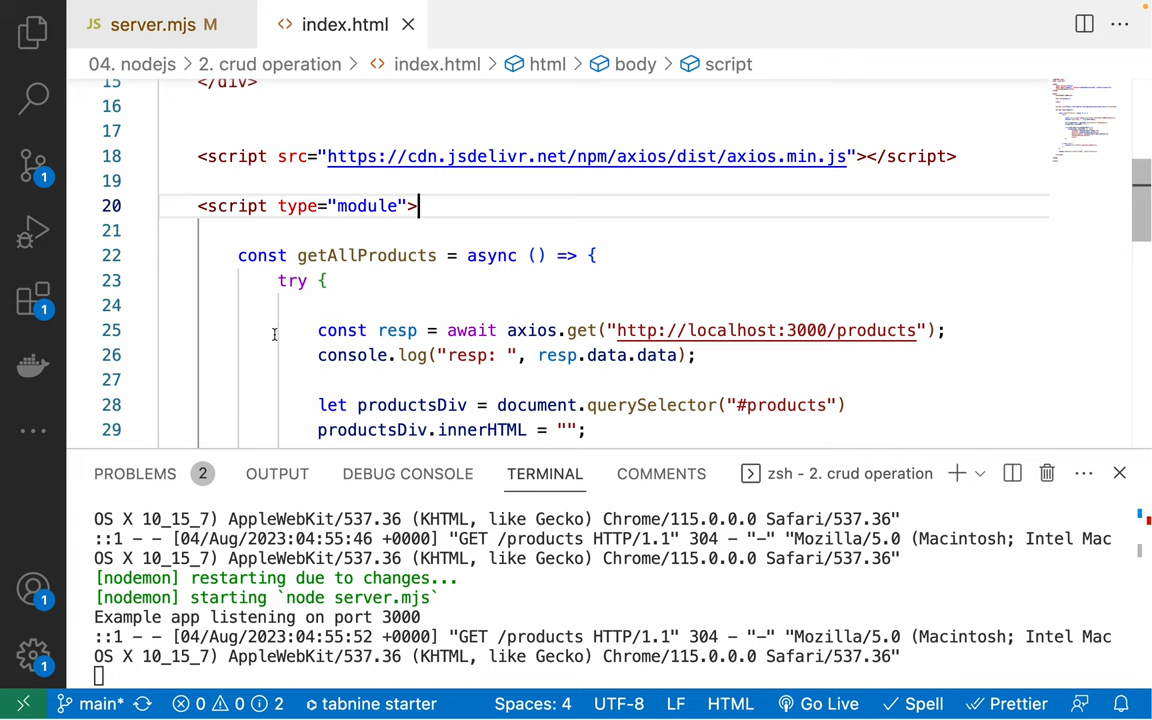 JS server.mjs M
<> index.html ×
04. nodejs > 2. crud operation > <> index.html > html > body > script
15 </div>
16
17
18 <script src="https://cdn.jsdelivr.net/npm/axios/dist/axios.min.js"></script>
19
20 <script type="module">
21
22 const getAllProducts = async () => {
23 try {
24
25 const resp = await axios.get("http://localhost:3000/products");
26 console.log("resp: ", resp.data.data);
27
28 let productsDiv = document.querySelector("#products")
29 productsDiv.innerHTML = "";
PROBLEMS 2 OUTPUT DEBUG CONSOLE TERMINAL COMMENTS zsh - 2. crud operation
OS X 10_15_7) AppleWebKit/537.36 (KHTML, like Gecko) Chrome/115.0.0.0 Safari/537.36"
::1 - - [04/Aug/2023:04:55:46 +0000] "GET /products HTTP/1.1" 304 - "-" "Mozilla/5.0 (Macintosh; Intel Mac
OS X 10_15_7) AppleWebKit/537.36 (KHTML, like Gecko) Chrome/115.0.0.0 Safari/537.36"
[nodemon] restarting due to changes...
[nodemon] starting `node server.mjs`
Example app listening on port 3000
::1 - - [04/Aug/2023:04:55:52 +0000] "GET /products HTTP/1.1" 304 - "-" "Mozilla/5.0 (Macintosh; Intel Mac
OS X 10_15_7) AppleWebKit/537.36 (KHTML, like Gecko) Chrome/115.0.0.0 Safari/537.36"
1
1
1
1
main* 0 0 2 tabnine starter Spaces: 4 UTF-8 LF HTML Go Live Spell Prettier